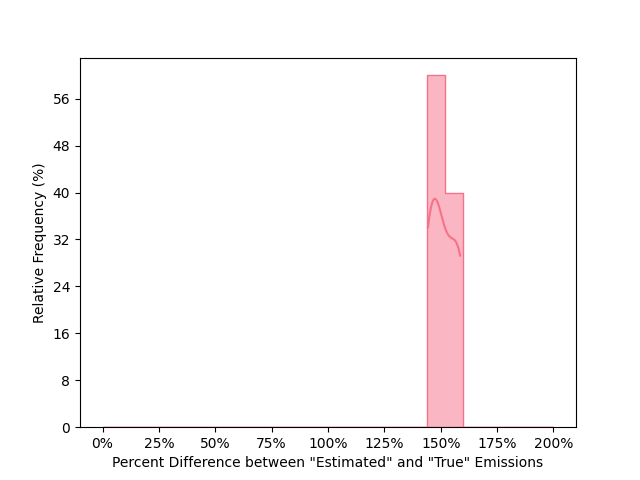 56
48
40
32
24
16
8
0
Relative Frequency (%)
0% 25% 50% 75% 100% 125% 150% 175% 200%
Percent Difference between "Estimated" and "True" Emissions